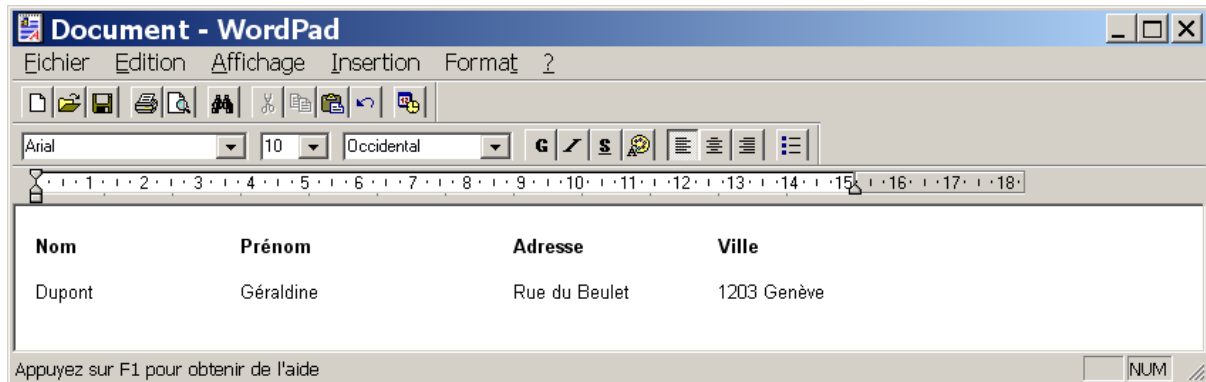 Document - WordPad
Fichier Edition Affichage Insertion Format ?
Arial 10 Occidental G I S
1 2 3 4 5 6 7 8 9 10 11 12 13 14 15 16 17 18
Nom Prénom Adresse Ville
Dupont Géraldine Rue du Beulet 1203 Genève
Appuyez sur F1 pour obtenir de l'aide NUM